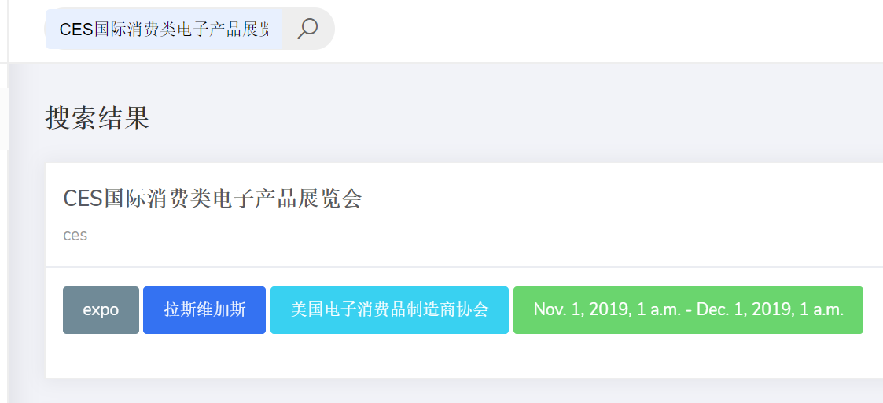 CES国际消费类电子产品展览
搜索结果
CES国际消费类电子产品展览会
ces
expo 拉斯维加斯 美国电子消费品制造商协会 Nov. 1, 2019, 1 a.m. - Dec. 1, 2019, 1 a.m.